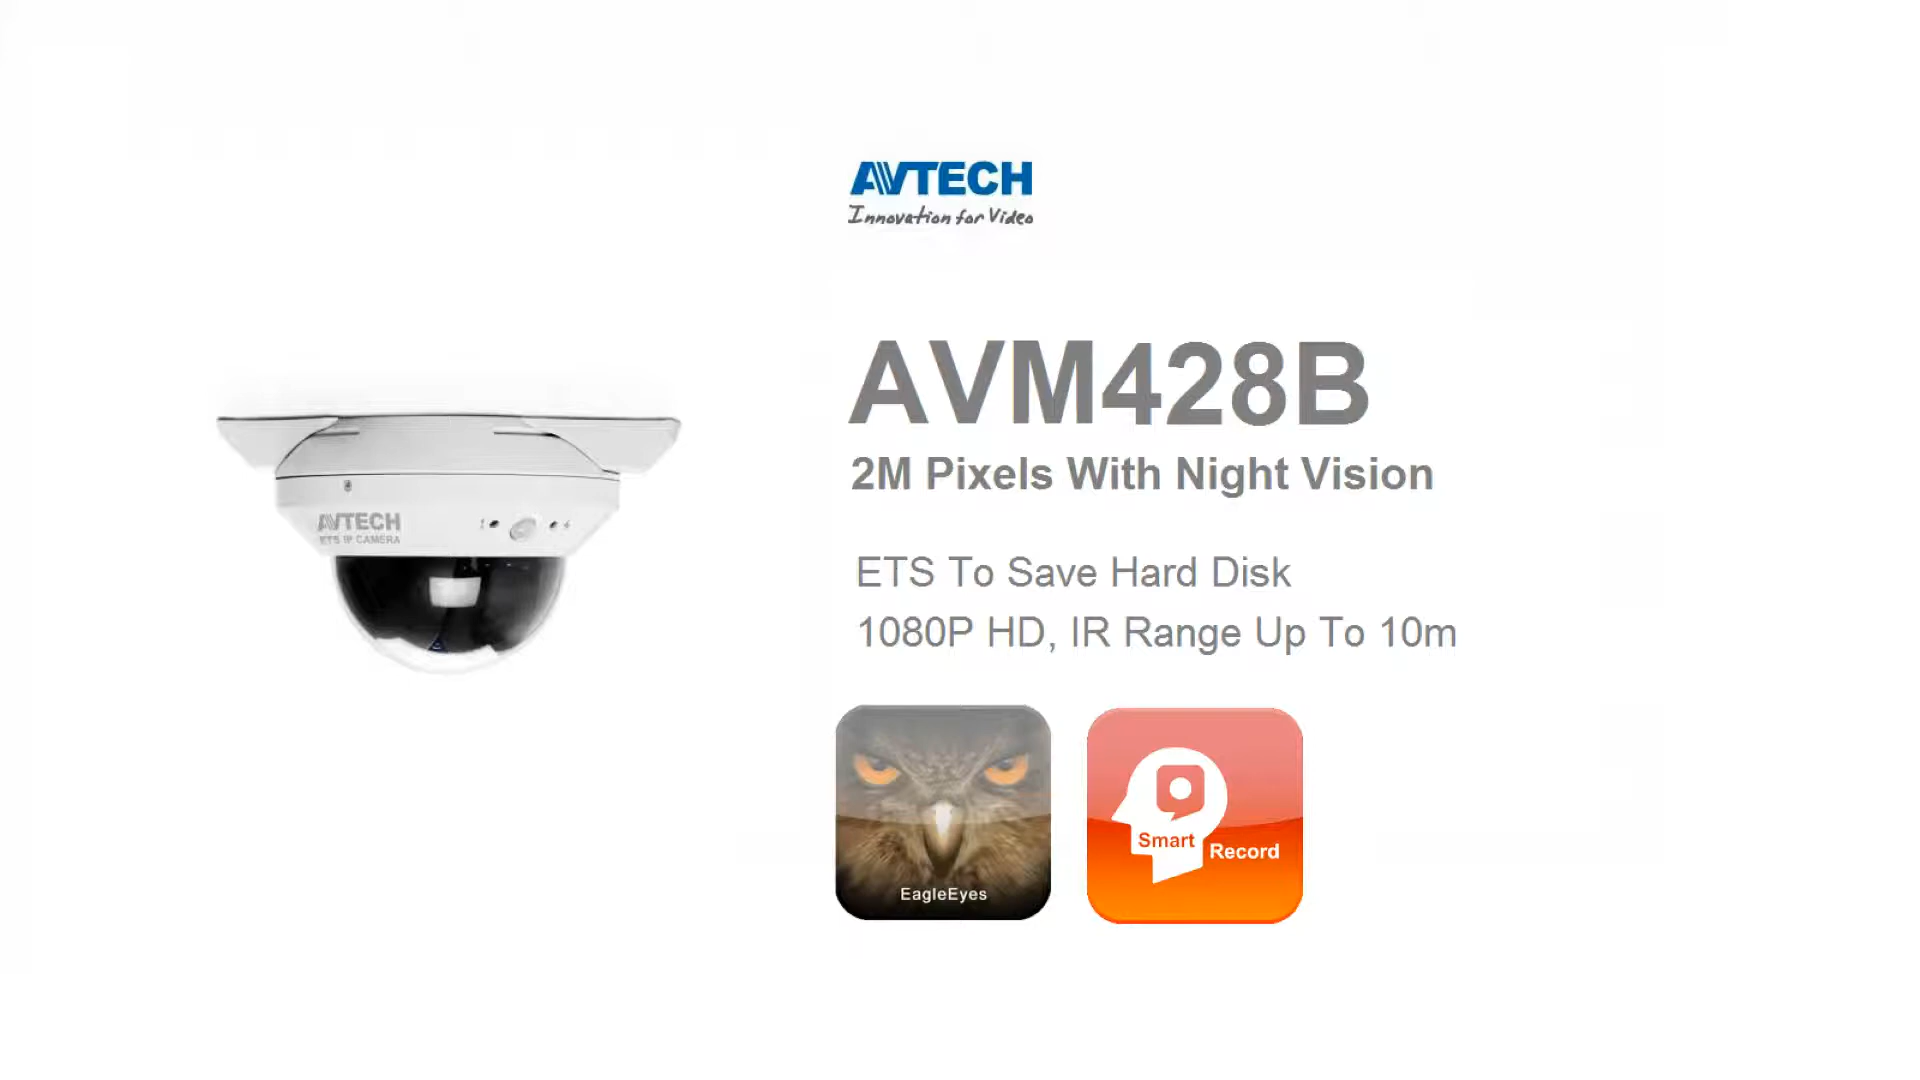 AVTECH
Innovation for Video
AVM428B
2M Pixels With Night Vision
ETS To Save Hard Disk
1080P HD, IR Range Up To 10m
AVTECH
ETS IP CAMERA
EagleEyes
Smart
Record